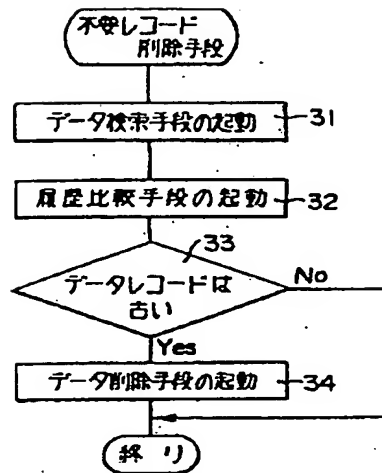 不要レコード
削除手段
データ検索手段の起動
31
履歴比較手段の起動
32
33
データレコードは
古い
No
Yes
データ削除手段の起動
34
終り